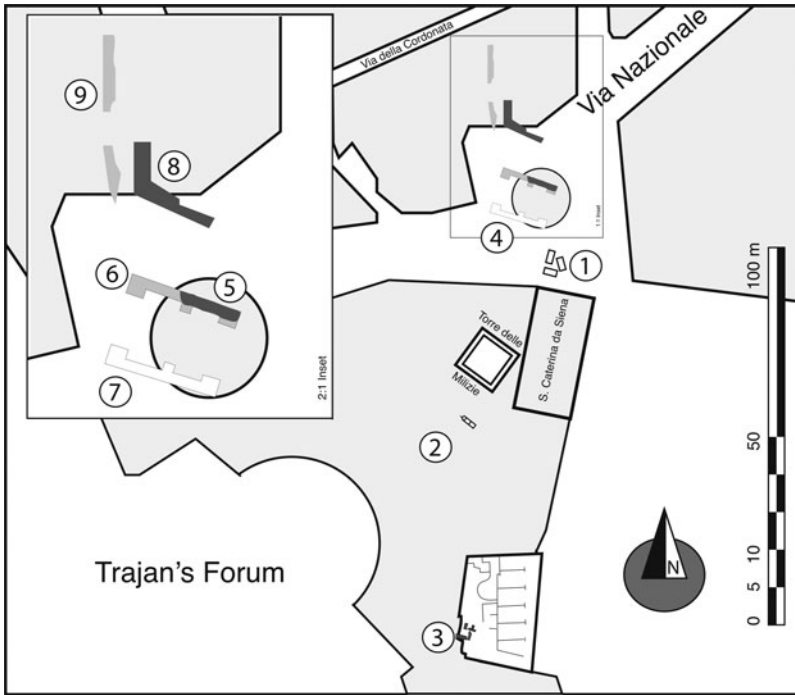 9
8
6
5
7
2:1 Inset
Via della Cordonata
Via Nazionale
4
1:1 Inset
1
Torre delle
Milizie
S. Caterina da Siena
2
Trajan's Forum
3
N
100 m
50
10
5
0